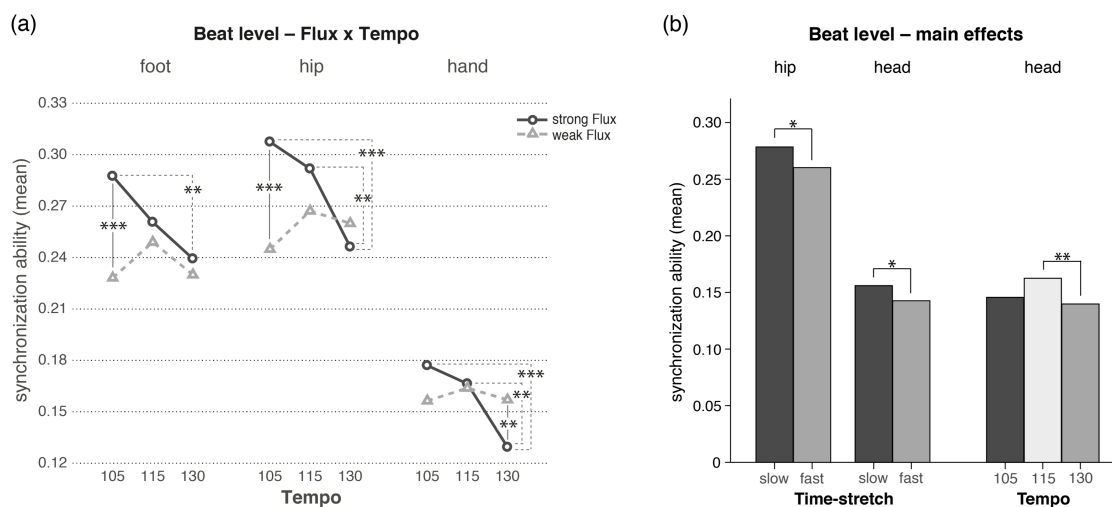 (a)
Beat level – Flux x Tempo
foot hip hand
synchronization ability (mean)
0.33
0.30
0.27
0.24
0.21
0.18
0.15
0.12
strong Flux
weak Flux
***
**
***
**
***
**
**
***
105 115 130 105 115 130 105 115 130
Tempo
(b)
Beat level – main effects
hip head head
synchronization ability (mean)
0.30
0.25
0.20
0.15
0.10
0.05
0
*
*
**
slow fast slow fast 105 115 130
Time-stretch Tempo